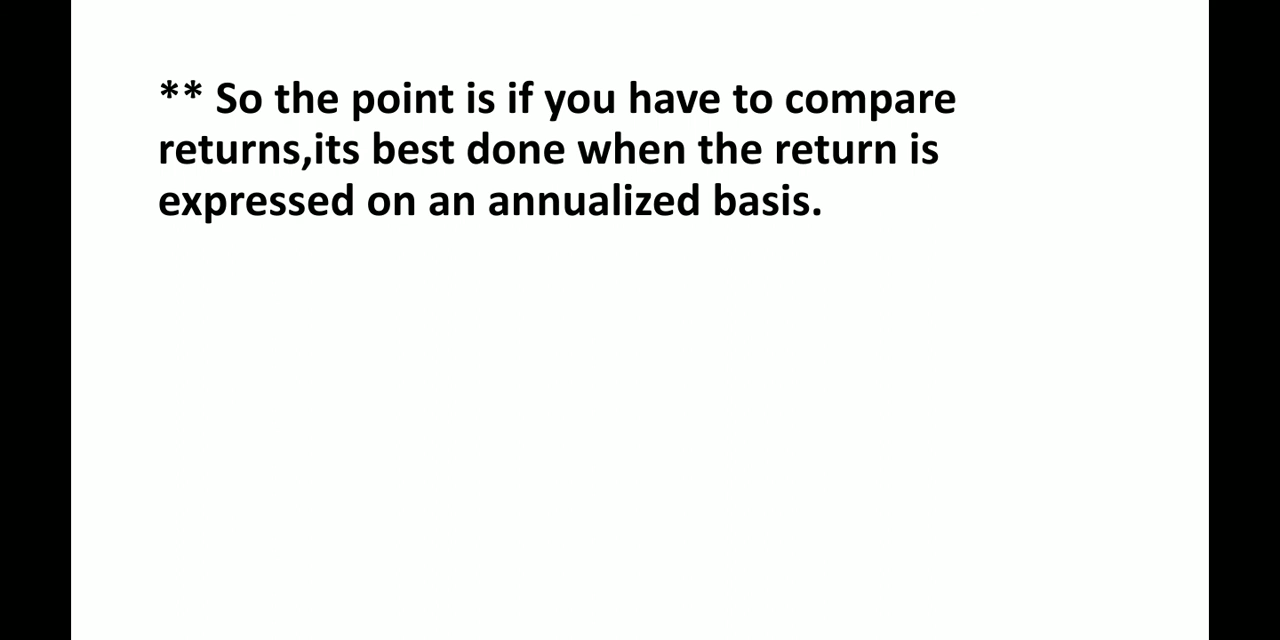 ** So the point is if you have to compare
returns,its best done when the return is
expressed on an annualized basis.